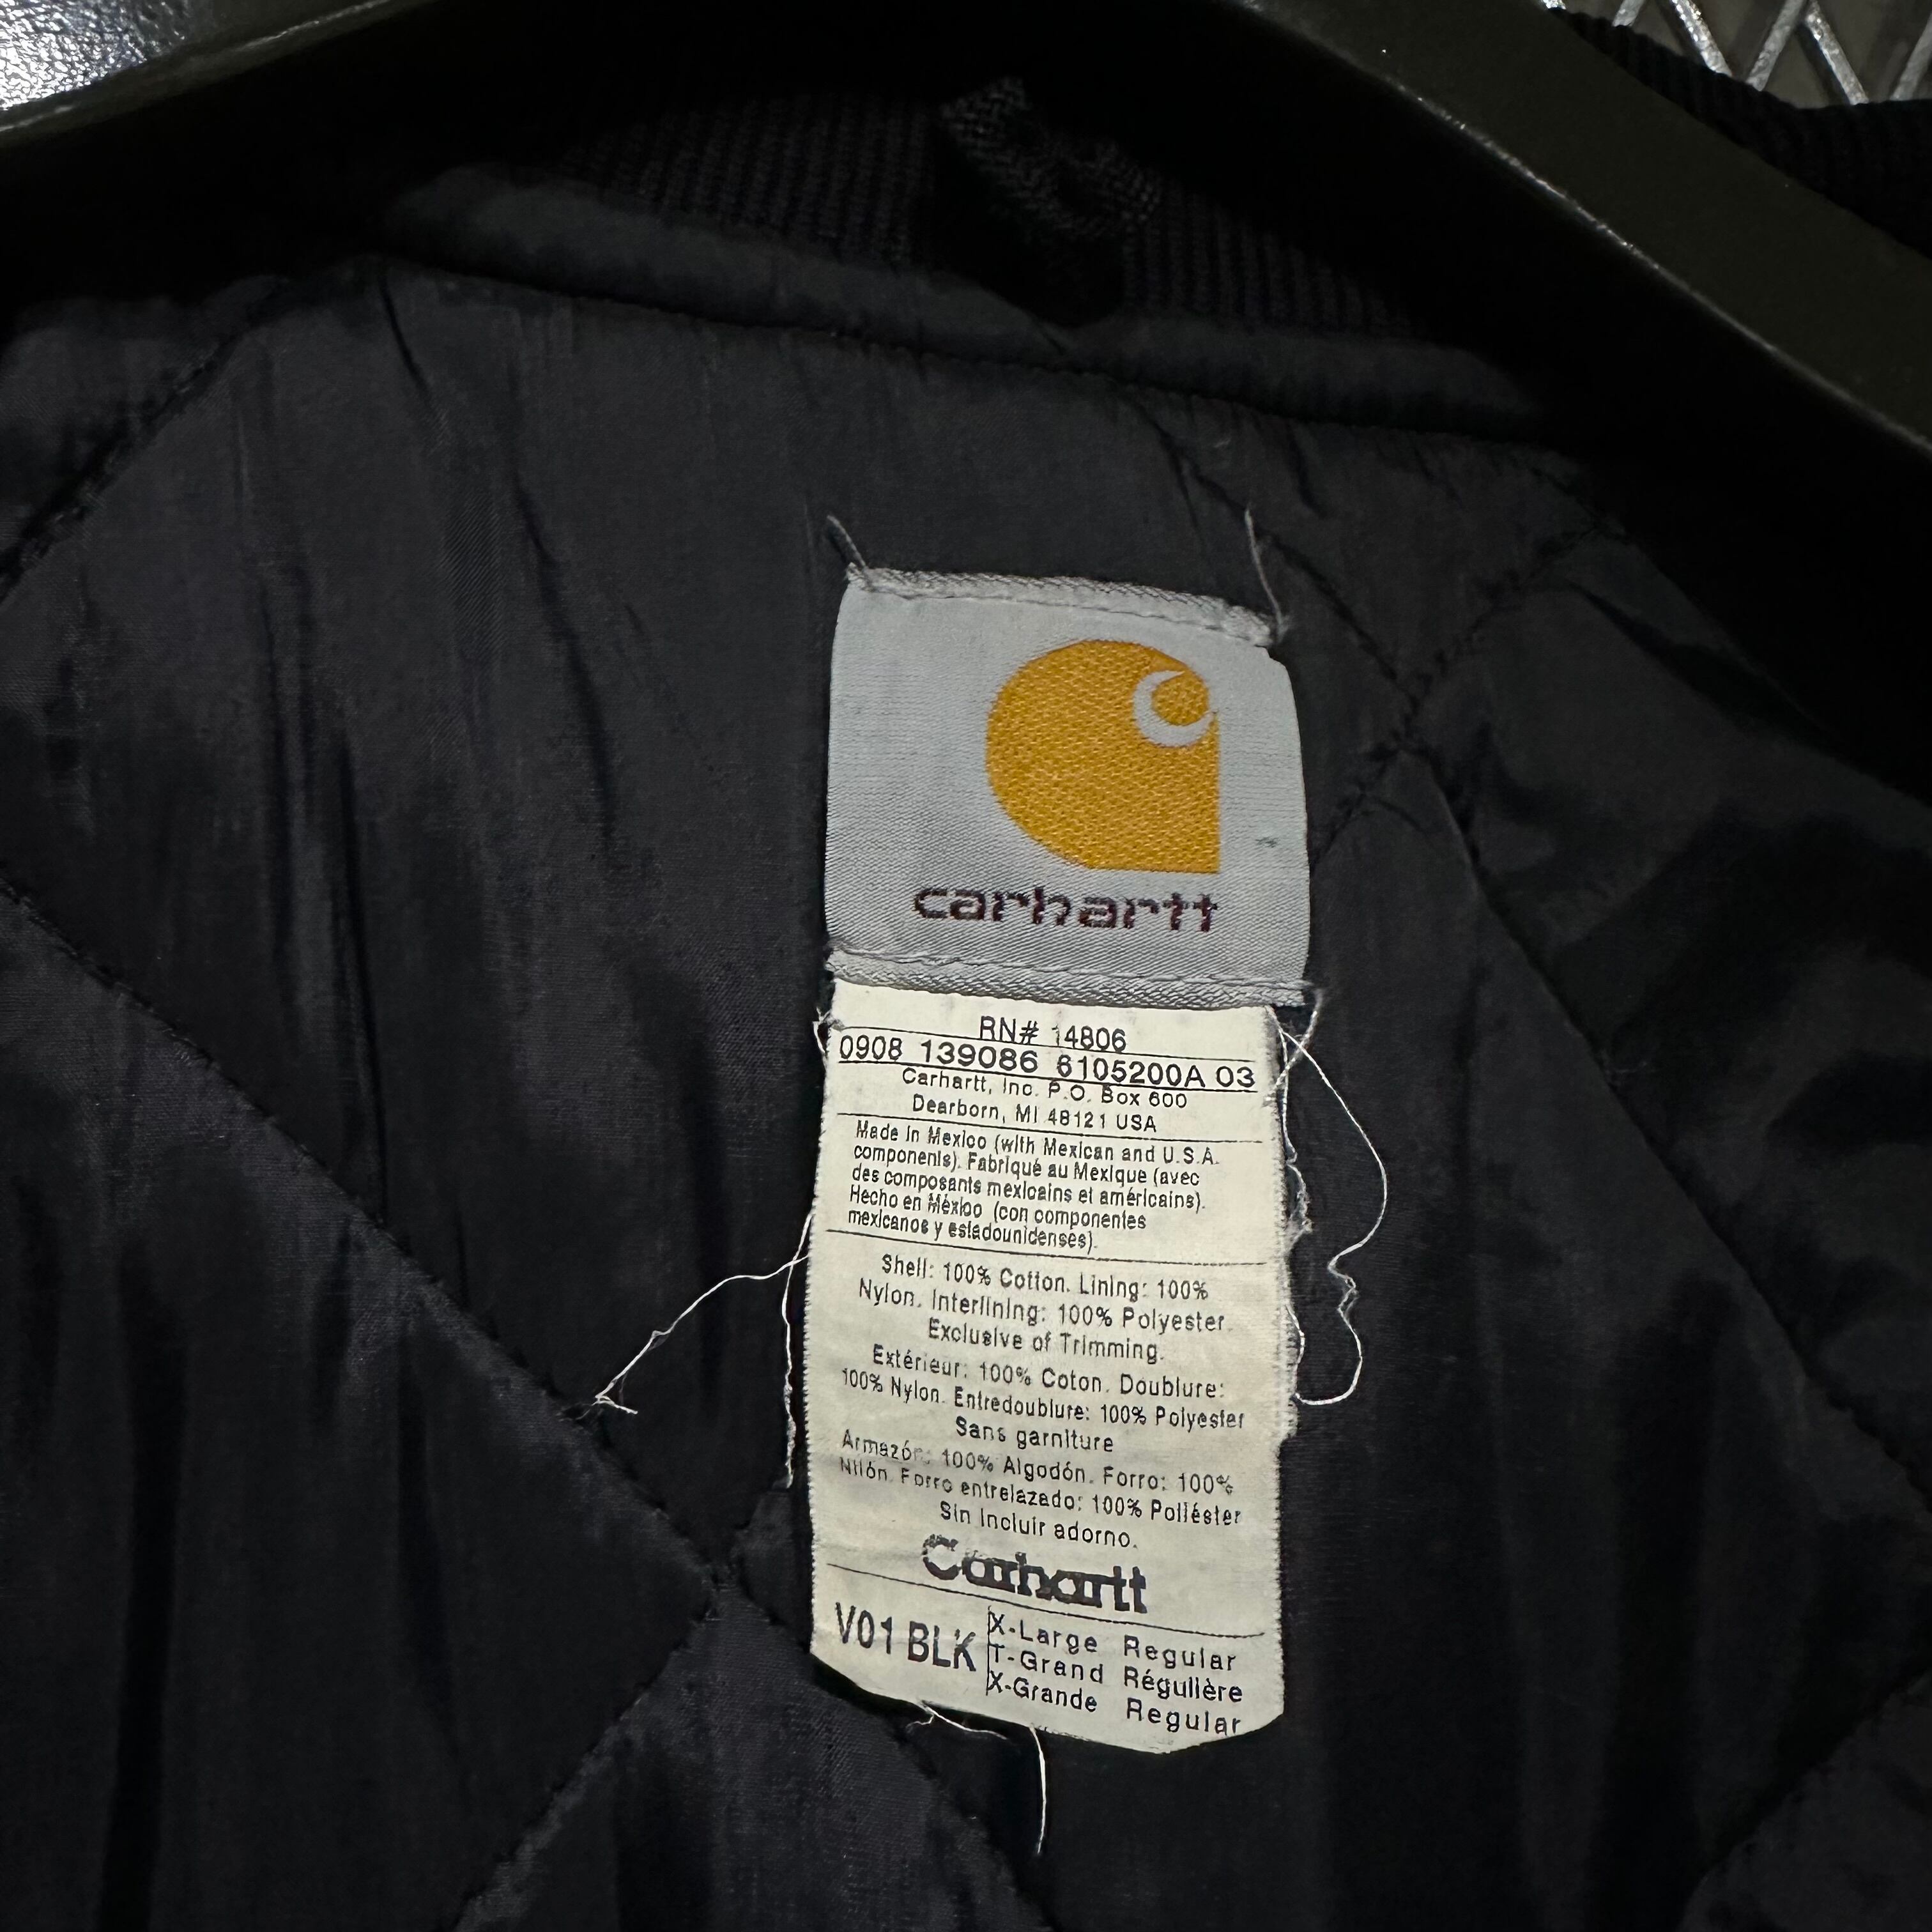 carhartt
RN# 14806
0908 139086 6105200A 03
Carhartt, Inc. P.O. Box 600
Dearborn, MI 48121 USA
Made in Mexico (with Mexican and U.S.A.
components). Fabriqué au Mexique (avec
des composants mexicains et américains).
Hecho en México (con componentes
mexicanos y estadounidenses).
Shell: 100% Cotton. Lining: 100%
Nylon. Interlining: 100% Polyester
Exclusive of Trimming.
Extérieur: 100% Coton. Doublure:
100% Nylon. Entredoublure: 100% Polyester
Sans garniture
Armazón: 100% Algodón. Forro: 100%
Nilón. Forro entrelazado: 100% Poliéster
Sin incluir adorno.
Carhartt
V01 BLK
X-Large Regular
T-Grand Régulière
X-Grande Regular